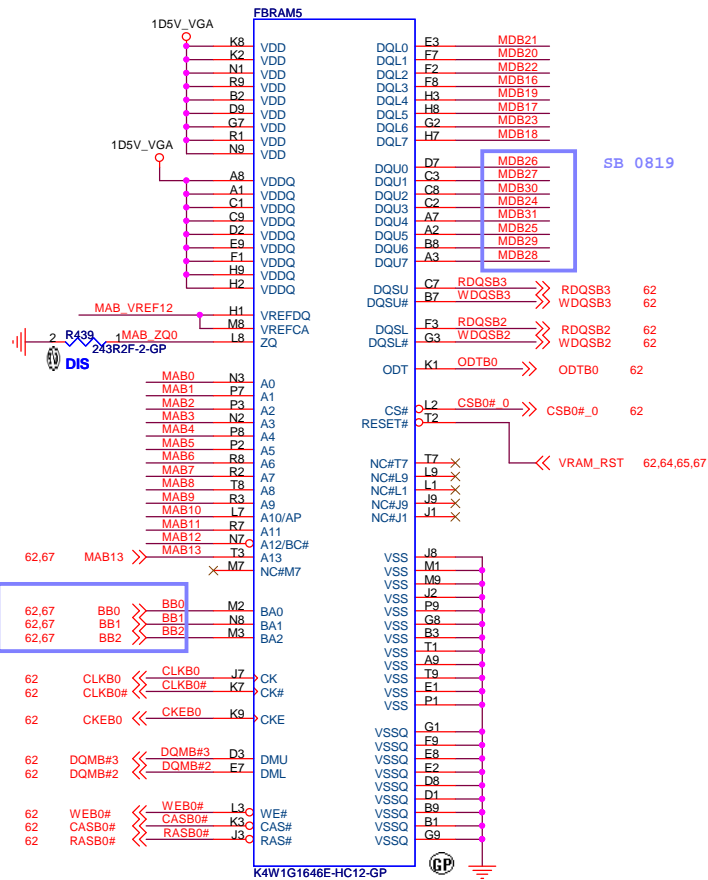 FBRAM5
1D5V_VGA
K8 VDD
K2 VDD
N1 VDD
R9 VDD
B2 VDD
D9 VDD
G7 VDD
R1 VDD
N9 VDD
1D5V_VGA
A8 VDDQ
A1 VDDQ
C1 VDDQ
C9 VDDQ
D2 VDDQ
E9 VDDQ
F1 VDDQ
H9 VDDQ
H2 VDDQ
MAB_VREF12 H1 VREFDQ
M8 VREFCA
2 R439 1 MAB_ZQ0 L8 ZQ
243R2F-2-GP
DIS
MAB0 N3 A0
MAB1 P7 A1
MAB2 P3 A2
MAB3 N2 A3
MAB4 P8 A4
MAB5 P2 A5
MAB6 R8 A6
MAB7 R2 A7
MAB8 T8 A8
MAB9 R3 A9
MAB10 L7 A10/AP
MAB11 R7 A11
MAB12 N7 A12/BC#
62,67 MAB13 MAB13 T3 A13
M7 NC#M7
62,67 BB0 BB0 M2 BA0
62,67 BB1 BB1 N8 BA1
62,67 BB2 BB2 M3 BA2
62 CLKB0 CLKB0 J7 CK
62 CLKB0# CLKB0# K7 CK#
62 CKEB0 CKEB0 K9 CKE
62 DQMB#3 DQMB#3 D3 DMU
62 DQMB#2 DQMB#2 E7 DML
62 WEB0# WEB0# L3 WE#
62 CASB0# CASB0# K3 CAS#
62 RASB0# RASB0# J3 RAS#
DQL0 E3 MDB21
DQL1 F7 MDB20
DQL2 F2 MDB22
DQL3 F8 MDB16
DQL4 H3 MDB19
DQL5 H8 MDB17
DQL6 G2 MDB23
DQL7 H7 MDB18
SB 0819
DQU0 D7 MDB26
DQU1 C3 MDB27
DQU2 C8 MDB30
DQU3 C2 MDB24
DQU4 A7 MDB31
DQU5 A2 MDB25
DQU6 B8 MDB29
DQU7 A3 MDB28
DQSU C7 RDQSB3 RDQSB3 62
DQSU# B7 WDQSB3 WDQSB3 62
DQSL F3 RDQSB2 RDQSB2 62
DQSL# G3 WDQSB2 WDQSB2 62
ODT K1 ODTB0 ODTB0 62
CS# L2 CSB0#_0 CSB0#_0 62
RESET# T2
VRAM_RST 62,64,65,67
NC#T7 T7
NC#L9 L9
NC#L1 L1
NC#J9 J9
NC#J1 J1
VSS J8
VSS M1
VSS M9
VSS J2
VSS P9
VSS G8
VSS B3
VSS T1
VSS A9
VSS T9
VSS E1
VSS P1
VSSQ G1
VSSQ F9
VSSQ E8
VSSQ E2
VSSQ D8
VSSQ D1
VSSQ B9
VSSQ B1
VSSQ G9
K4W1G1646E-HC12-GP
GP